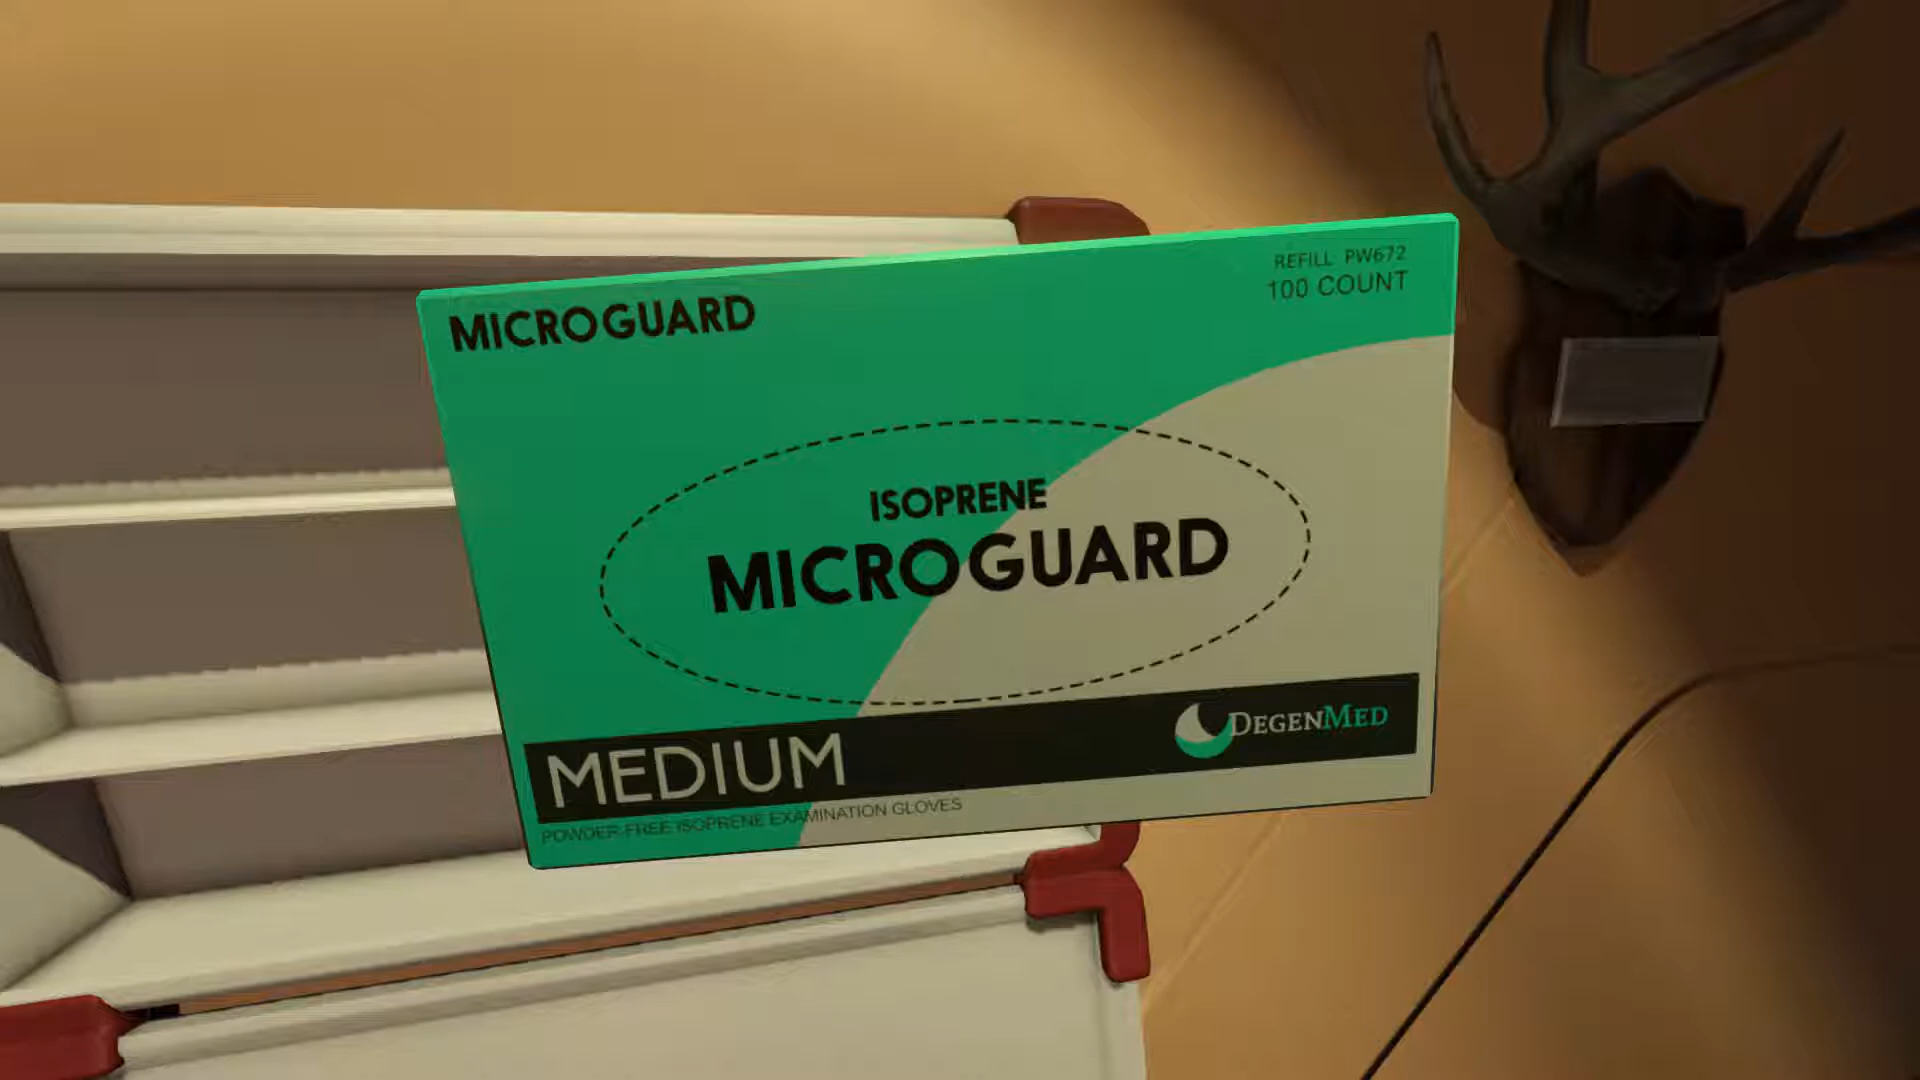 MICROGUARD
REFILL PW672
100 COUNT
ISOPRENE
MICROGUARD
MEDIUM
DEGENMED
POWDER-FREE ISOPRENE EXAMINATION GLOVES